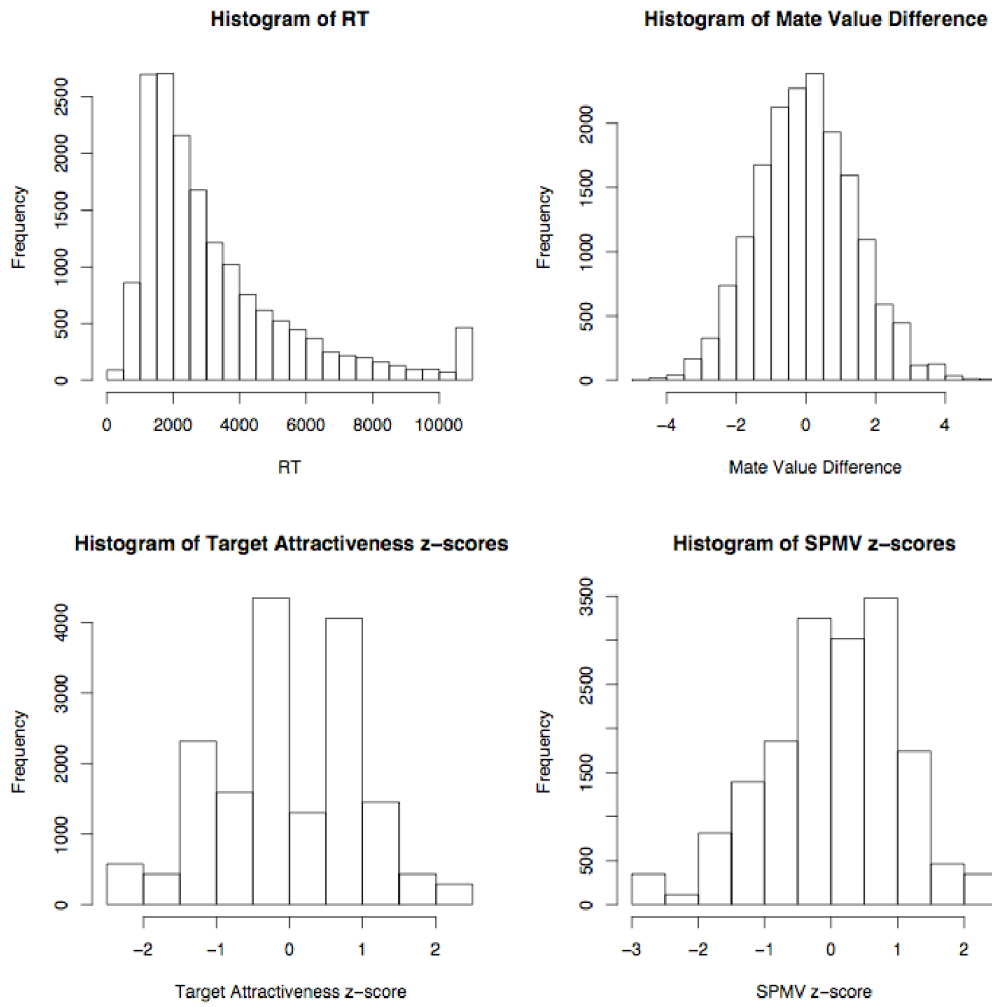 Histogram of RT
Frequency
0 500 1000 1500 2000 2500
0 2000 4000 6000 8000 10000
RT
Histogram of Mate Value Difference
Frequency
0 500 1000 1500 2000
−4 −2 0 2 4
Mate Value Difference
Histogram of Target Attractiveness z−scores
Frequency
0 1000 2000 3000 4000
−2 −1 0 1 2
Target Attractiveness z−score
Histogram of SPMV z−scores
Frequency
0 500 1500 2500 3500
−3 −2 −1 0 1 2
SPMV z−score